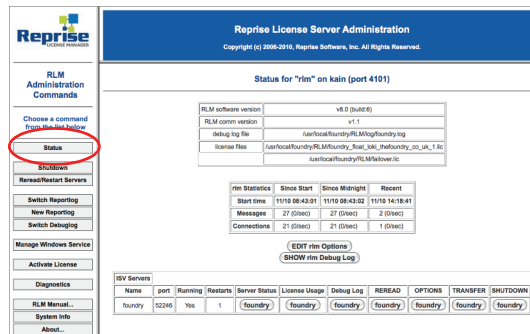 Reprise
LICENSE MANAGER
Reprise License Server Administration
Copyright (c) 2006-2010, Reprise Software, Inc. All Rights Reserved.
RLM
Administration
Commands
Choose a command
from the list below
Status
Shutdown
Reread/Restart Servers
Switch Reportlog
New Reportlog
Switch Debuglog
Manage Windows Service
Activate License
Diagnostics
RLM Manual...
System Info
About...
Status for "rlm" on kain (port 4101)
RLM software version v8.0 (build:6)
RLM comm version v1.1
debug log file /usr/local/foundry/RLM/log/foundry.log
license files /usr/local/foundry/RLM/foundry_float_loki_thefoundry_co_uk_1.lic
/usr/local/foundry/RLM/failover.lic
rlm Statistics Since Start Since Midnight Recent
Start time 11/10 08:43:01 11/10 08:43:02 11/10 14:18:41
Messages 27 (0/sec) 27 (0/sec) 2 (0/sec)
Connections 21 (0/sec) 21 (0/sec) 1 (0/sec)
EDIT rlm Options
SHOW rlm Debug Log
ISV Servers
Name port Running Restarts Server Status License Usage Debug Log REREAD OPTIONS TRANSFER SHUTDOWN
foundry 52246 Yes 1 foundry foundry foundry foundry foundry foundry foundry